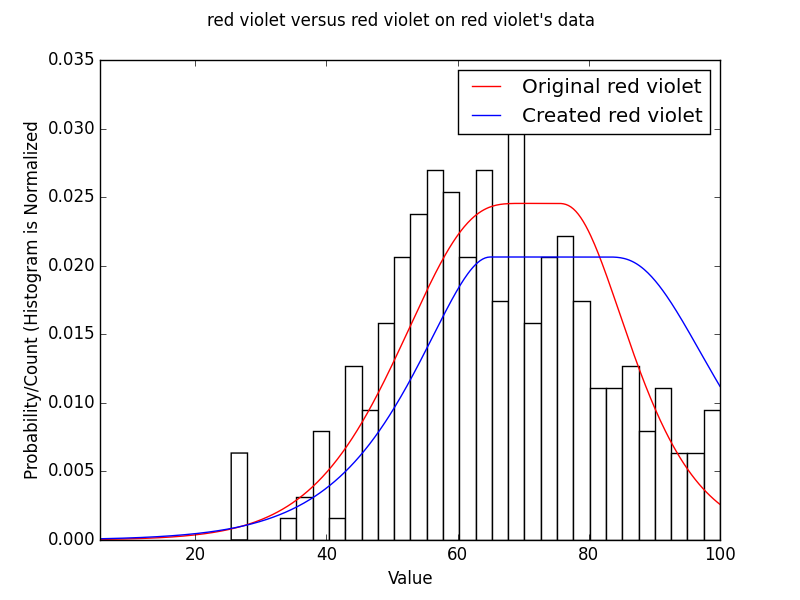 red violet versus red violet on red violet's data
Original red violet
Created red violet
0.035
0.030
0.025
0.020
0.015
0.010
0.005
0.000
Probability/Count (Histogram is Normalized
20 40 60 80 100
Value